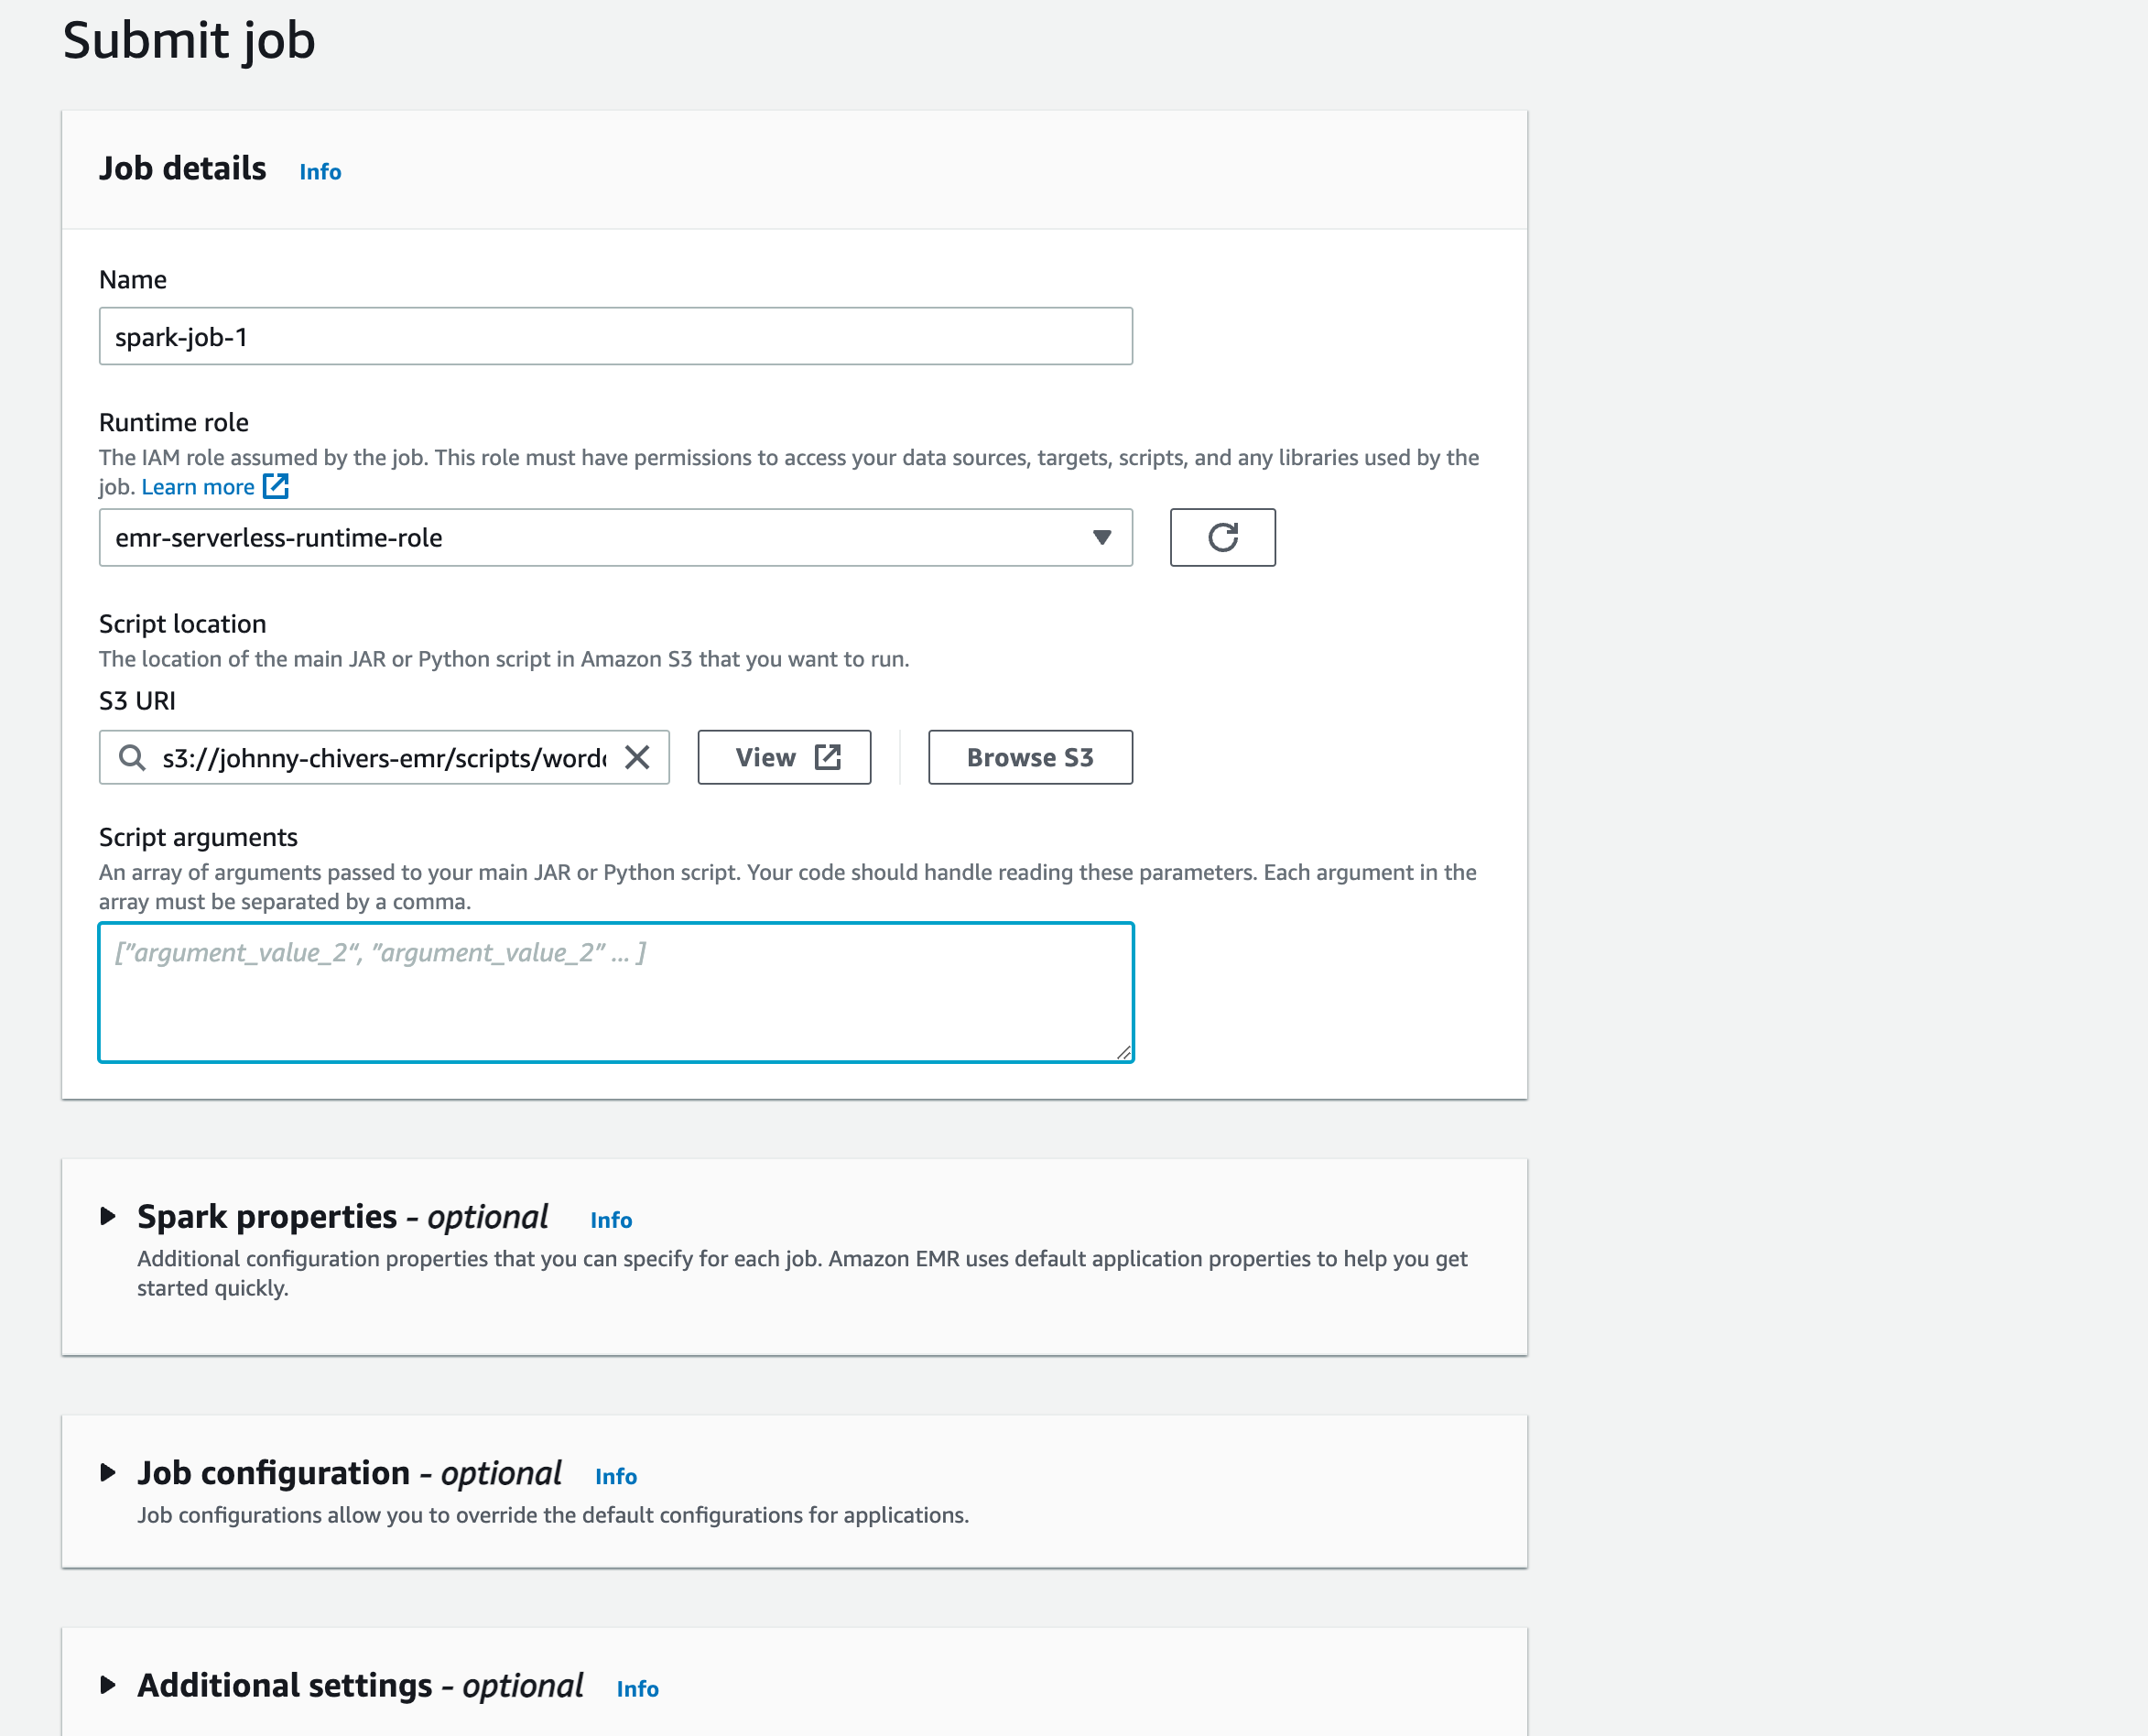 Submit job
Job details Info
Name
spark-job-1
Runtime role
The IAM role assumed by the job. This role must have permissions to access your data sources, targets, scripts, and any libraries used by the
job. Learn more
emr-serverless-runtime-role
Script location
The location of the main JAR or Python script in Amazon S3 that you want to run.
S3 URI
s3://johnny-chivers-emr/scripts/word
View
Browse S3
Script arguments
An array of arguments passed to your main JAR or Python script. Your code should handle reading these parameters. Each argument in the
array must be separated by a comma.
[”argument_value_2“, ”argument_value_2” ... ]
Spark properties - optional Info
Additional configuration properties that you can specify for each job. Amazon EMR uses default application properties to help you get
started quickly.
Job configuration - optional Info
Job configurations allow you to override the default configurations for applications.
Additional settings - optional Info